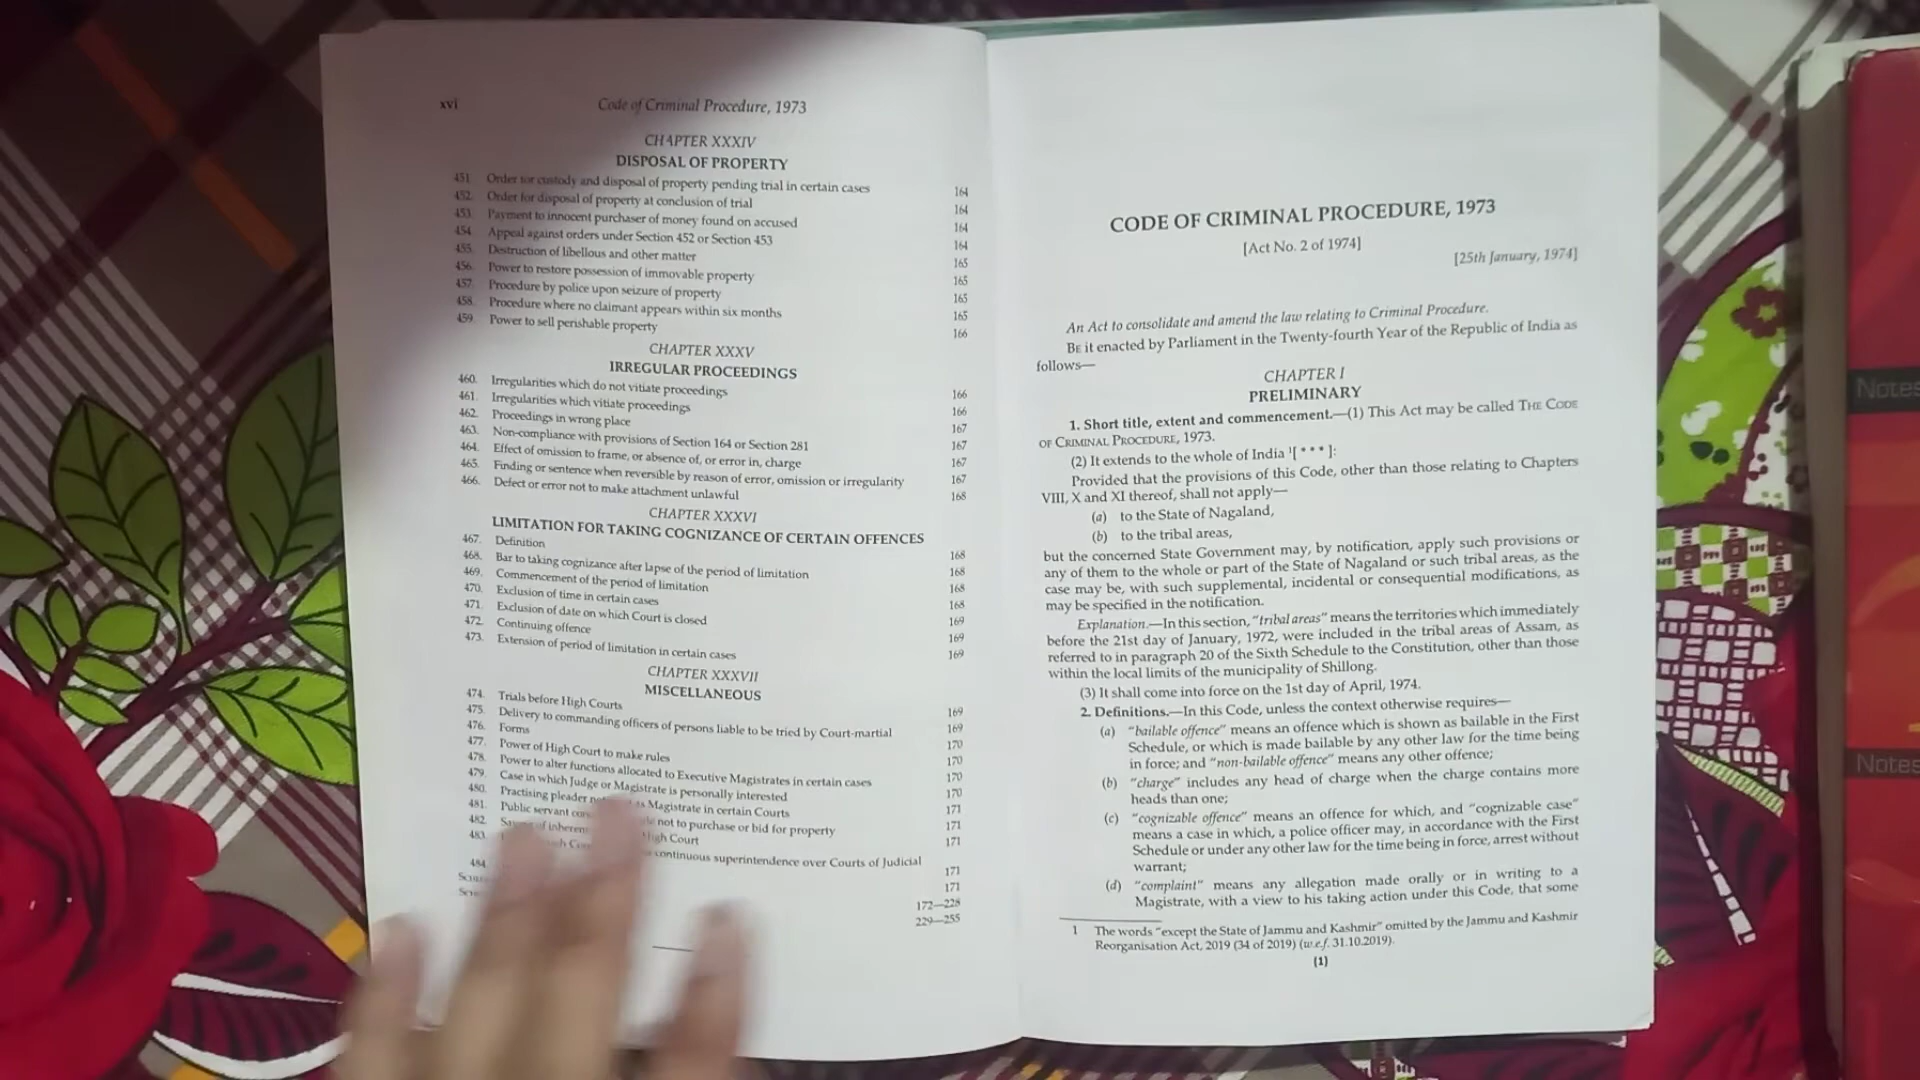 xvi Code of Criminal Procedure, 1973
CHAPTER XXXIV
DISPOSAL OF PROPERTY
451. Order for custody and disposal of property pending trial in certain cases 164
452. Order for disposal of property at conclusion of trial 164
453. Payment to innocent purchaser of money found on accused 164
454. Appeal against orders under Section 452 or Section 453 164
455. Destruction of libellous and other matter 165
456. Power to restore possession of immovable property 165
457. Procedure by police upon seizure of property 165
458. Procedure where no claimant appears within six months 165
459. Power to sell perishable property 166
CHAPTER XXXV
IRREGULAR PROCEEDINGS
460. Irregularities which do not vitiate proceedings 166
461. Irregularities which vitiate proceedings 166
462. Proceedings in wrong place 167
463. Non-compliance with provisions of Section 164 or Section 281 167
464. Effect of omission to frame, or absence of, or error in, charge 167
465. Finding or sentence when reversible by reason of error, omission or irregularity 167
466. Defect or error not to make attachment unlawful 168
CHAPTER XXXVI
LIMITATION FOR TAKING COGNIZANCE OF CERTAIN OFFENCES
467. Definition 168
468. Bar to taking cognizance after lapse of the period of limitation 168
469. Commencement of the period of limitation 168
470. Exclusion of time in certain cases 168
471. Exclusion of date on which Court is closed 169
472. Continuing offence 169
473. Extension of period of limitation in certain cases 169
CHAPTER XXXVII
MISCELLANEOUS
474. Trials before High Courts 169
475. Delivery to commanding officers of persons liable to be tried by Court-martial 169
476. Forms 170
477. Power of High Court to make rules 170
478. Power to alter functions allocated to Executive Magistrates in certain cases 170
479. Case in which Judge or Magistrate is personally interested 170
480. Practising pleader Magistrate in certain Courts 171
481. Public servant not to purchase or bid for property 171
482. of High Court 171
483. continuous superintendence over Courts of Judicial
171
484. 171
172—228
229—255
CODE OF CRIMINAL PROCEDURE, 1973
[Act No. 2 of 1974]
[25th January, 1974]
An Act to consolidate and amend the law relating to Criminal Procedure.
BE it enacted by Parliament in the Twenty-fourth Year of the Republic of India as
follows—
CHAPTER I
PRELIMINARY
1. Short title, extent and commencement.—(1) This Act may be called THE CODE
OF CRIMINAL PROCEDURE, 1973.
(2) It extends to the whole of India ¹[ * * * ]:
Provided that the provisions of this Code, other than those relating to Chapters
VIII, X and XI thereof, shall not apply—
(a) to the State of Nagaland,
(b) to the tribal areas,
but the concerned State Government may, by notification, apply such provisions or
any of them to the whole or part of the State of Nagaland or such tribal areas, as the
case may be, with such supplemental, incidental or consequential modifications, as
may be specified in the notification.
Explanation.—In this section, "tribal areas" means the territories which immediately
before the 21st day of January, 1972, were included in the tribal areas of Assam, as
referred to in paragraph 20 of the Sixth Schedule to the Constitution, other than those
within the local limits of the municipality of Shillong.
(3) It shall come into force on the 1st day of April, 1974.
2. Definitions.—In this Code, unless the context otherwise requires—
(a) "bailable offence" means an offence which is shown as bailable in the First
Schedule, or which is made bailable by any other law for the time being
in force; and "non-bailable offence" means any other offence;
(b) "charge" includes any head of charge when the charge contains more
heads than one;
(c) "cognizable offence" means an offence for which, and "cognizable case"
means a case in which, a police officer may, in accordance with the First
Schedule or under any other law for the time being in force, arrest without
warrant;
(d) "complaint" means any allegation made orally or in writing to a
Magistrate, with a view to his taking action under this Code, that some
1 The words "except the State of Jammu and Kashmir" omitted by the Jammu and Kashmir
Reorganisation Act, 2019 (34 of 2019) (w.e.f. 31.10.2019).
(1)
Notes
Notes